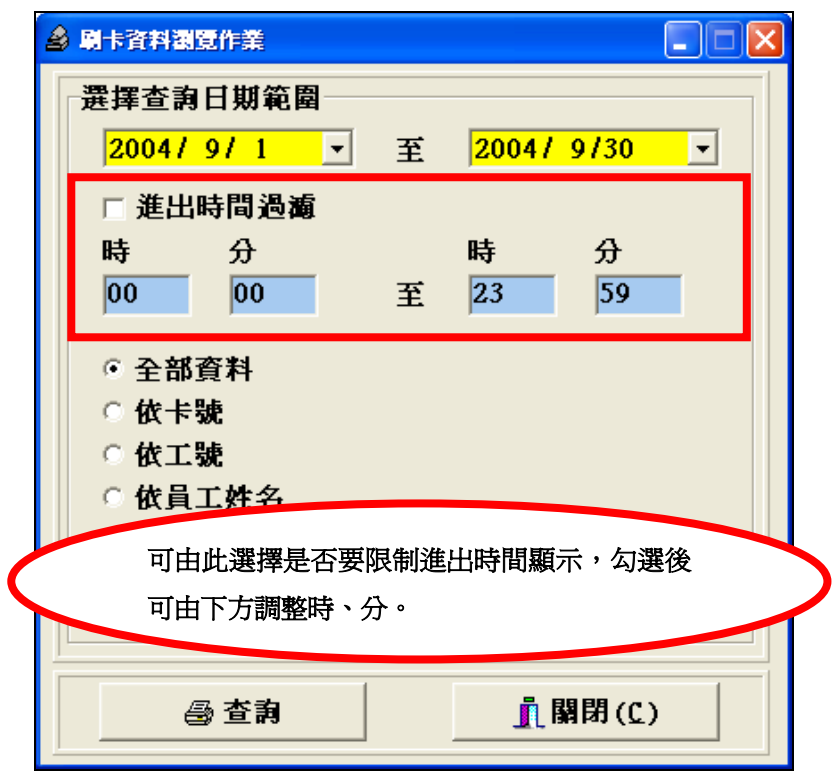 刷卡資料瀏覽作業
選擇查詢日期範圍
2004/ 9/ 1 至 2004/ 9/30
進出時間過濾
時 分 時 分
00 00 至 23 59
全部資料
依卡號
依工號
依員工姓名
可由此選擇是否要限制進出時間顯示，勾選後
可由下方調整時、分。
查詢 關閉(C)